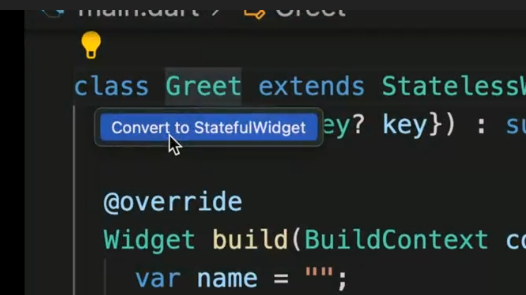 main.dart > Greet
class Greet extends Stateless
Convert to StatefulWidget ey? key}) : su
@override
Widget build(BuildContext co
var name = "";